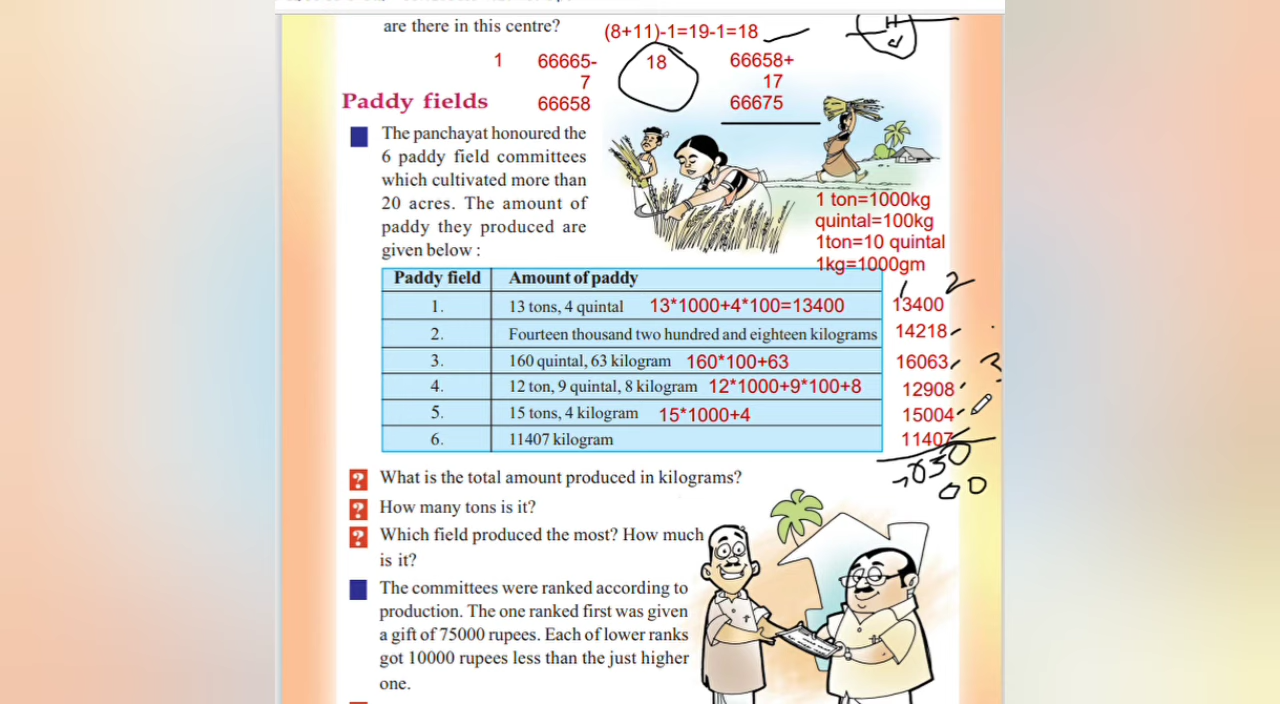 are there in this centre?
(8+11)-1=19-1=18
1 66665- 18 66658+
7 17
66658 66675
Paddy fields
The panchayat honoured the
6 paddy field committees
which cultivated more than
20 acres. The amount of
paddy they produced are
given below :
1 ton=1000kg
quintal=100kg
1ton=10 quintal
1kg=1000gm
Paddy field Amount of paddy
1. 13 tons, 4 quintal 13*1000+4*100=13400 13400
2. Fourteen thousand two hundred and eighteen kilograms 14218
3. 160 quintal, 63 kilogram 160*100+63 16063
4. 12 ton, 9 quintal, 8 kilogram 12*1000+9*100+8 12908
5. 15 tons, 4 kilogram 15*1000+4 15004
6. 11407 kilogram 11407
What is the total amount produced in kilograms?
How many tons is it?
Which field produced the most? How much
is it?
The committees were ranked according to
production. The one ranked first was given
a gift of 75000 rupees. Each of lower ranks
got 10000 rupees less than the just higher
one.